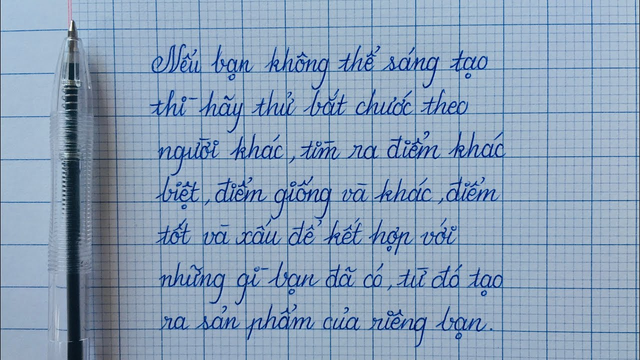 Nếu bạn không thể sáng tạo
thì hãy thử bắt chước theo
người khác, tìm ra điểm khác
biệt, điểm giống và khác, điểm
tốt và xấu để kết hợp với
những gì bạn đã có, từ đó tạo
ra sản phẩm của riêng bạn.